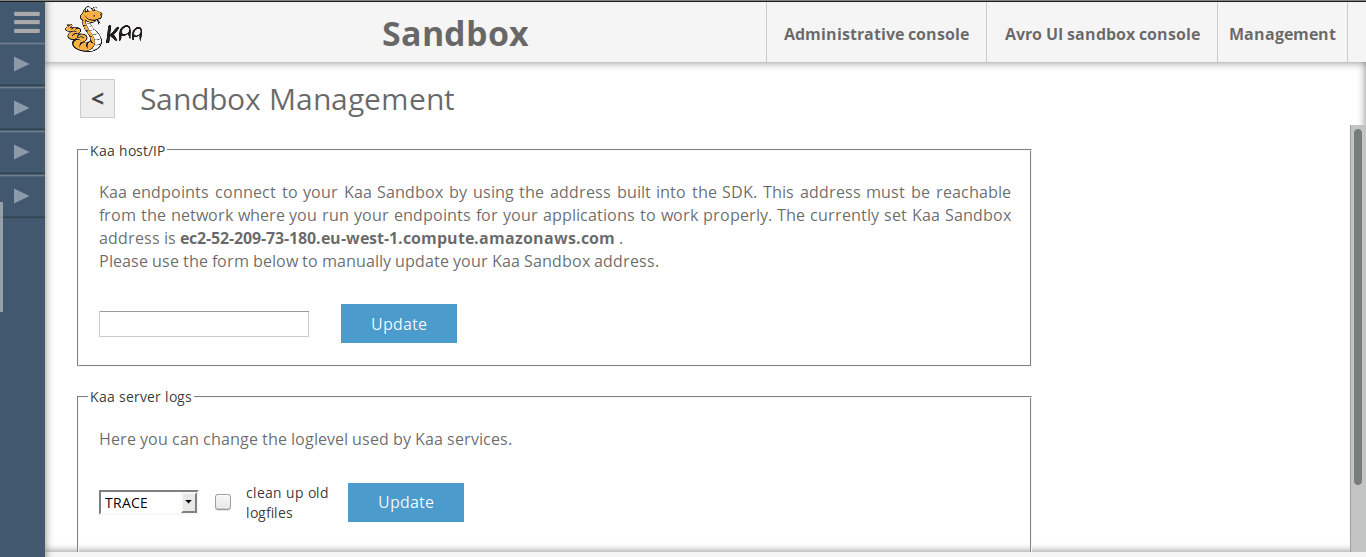 KAA
Sandbox
Administrative console
Avro UI sandbox console
Management
<
Sandbox Management
Kaa host/IP
Kaa endpoints connect to your Kaa Sandbox by using the address built into the SDK. This address must be reachable
from the network where you run your endpoints for your applications to work properly. The currently set Kaa Sandbox
address is ec2-52-209-73-180.eu-west-1.compute.amazonaws.com .
Please use the form below to manually update your Kaa Sandbox address.
Update
Kaa server logs
Here you can change the loglevel used by Kaa services.
TRACE
clean up old
logfiles
Update